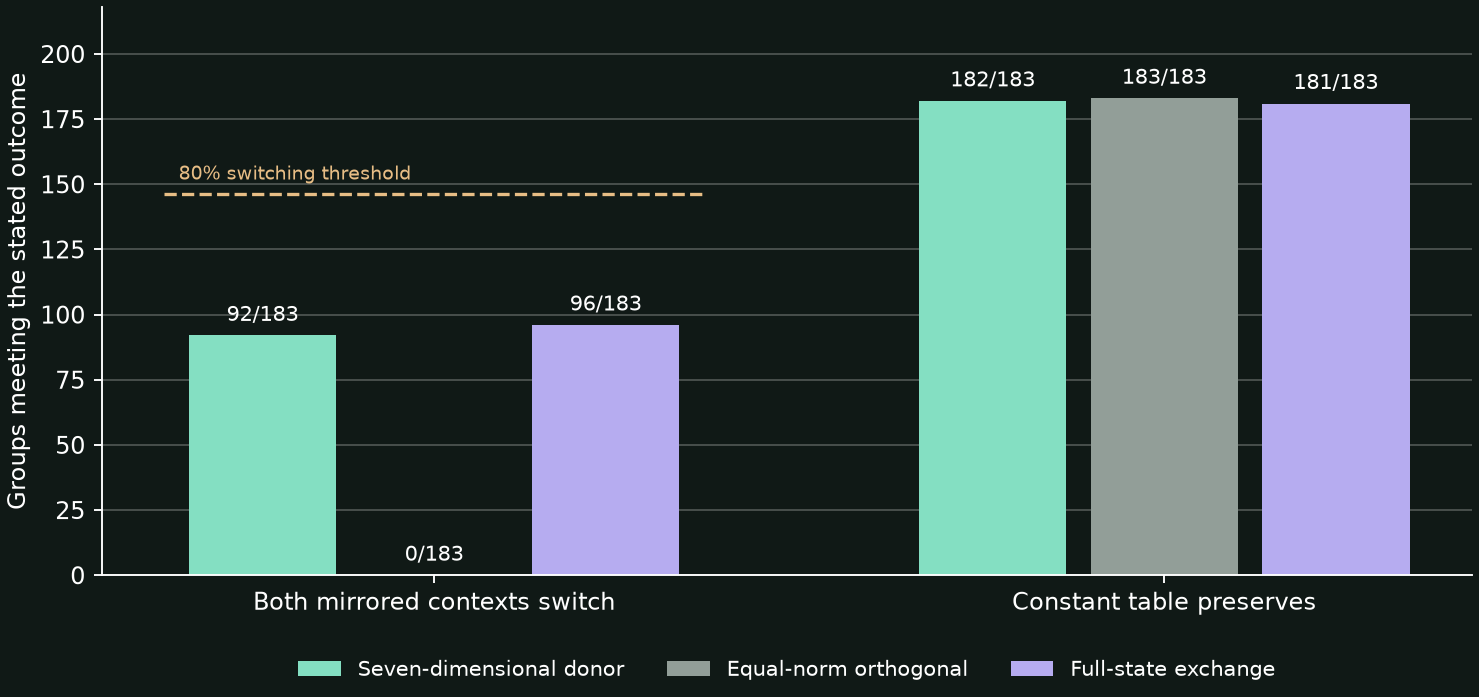 Groups meeting the stated outcome
200
175
150
125
100
75
50
25
0
80% switching threshold
92/183
0/183
96/183
182/183
183/183
181/183
Both mirrored contexts switch
Constant table preserves
Seven-dimensional donor
Equal-norm orthogonal
Full-state exchange